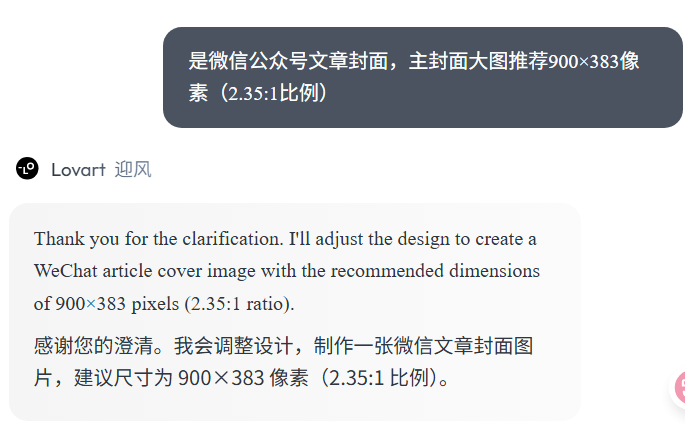 是微信公众号文章封面，主封面大图推荐900×383像
素（2.35:1比例）
Lovart 迎风
Thank you for the clarification. I'll adjust the design to create a
WeChat article cover image with the recommended dimensions
of 900×383 pixels (2.35:1 ratio).
感谢您的澄清。我会调整设计，制作一张微信文章封面图
片，建议尺寸为 900×383 像素（2.35:1 比例）。